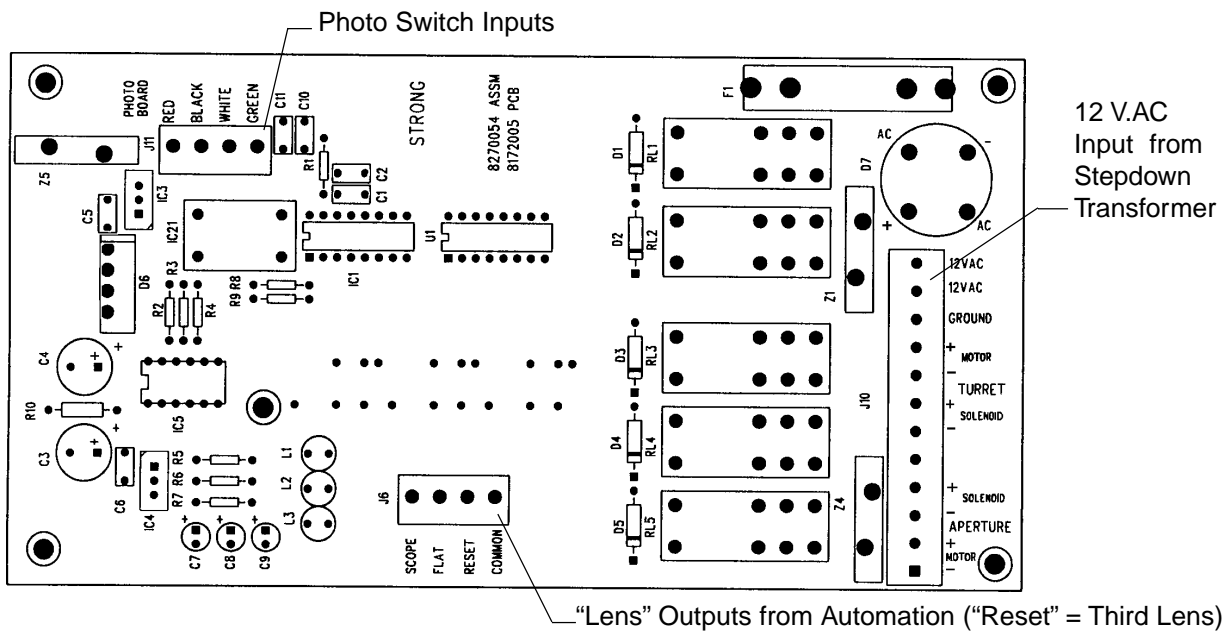 Photo Switch Inputs
PHOTO
BOARD
RED
BLACK
WHITE
GREEN
J11
C11
C10
STRONG
8270054 ASSM
8172005 PCB
F1
12 V.AC
Input from
Stepdown
Transformer
Z5
IC3
C5
D6
R1
C2
C1
IC21
IC1
U1
D1
RL1
D2
RL2
D7
AC
-
+
AC
Z1
R3
R2
R4
R8
R9
12VAC
12VAC
GROUND
+
MOTOR
-
TURRET
+
SOLENOID
-
+
SOLENOID
-
APERTURE
+
MOTOR
-
J10
Z4
C4
+
+
R10
IC5
C3
+
+
C6
IC4
R5
R6
R7
L1
L2
L3
+
C7
+
C8
+
C9
D3
RL3
D4
RL4
D5
RL5
J6
SCOPE
FLAT
RESET
COMMON
“Lens” Outputs from Automation (“Reset” = Third Lens)